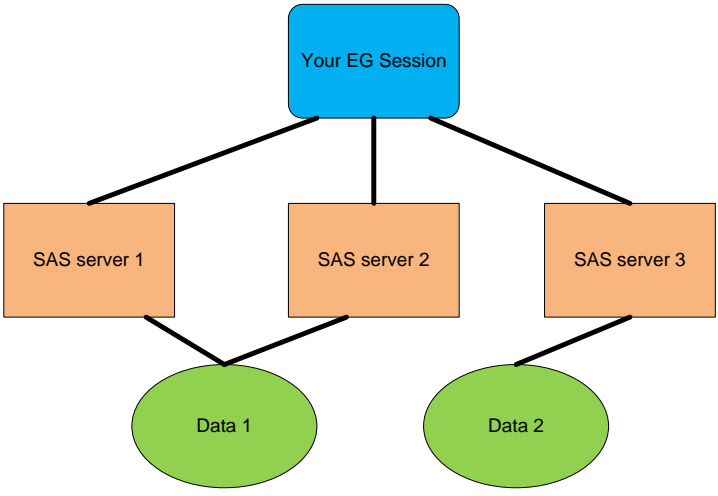 Your EG Session
SAS server 1
SAS server 2
SAS server 3
Data 1
Data 2